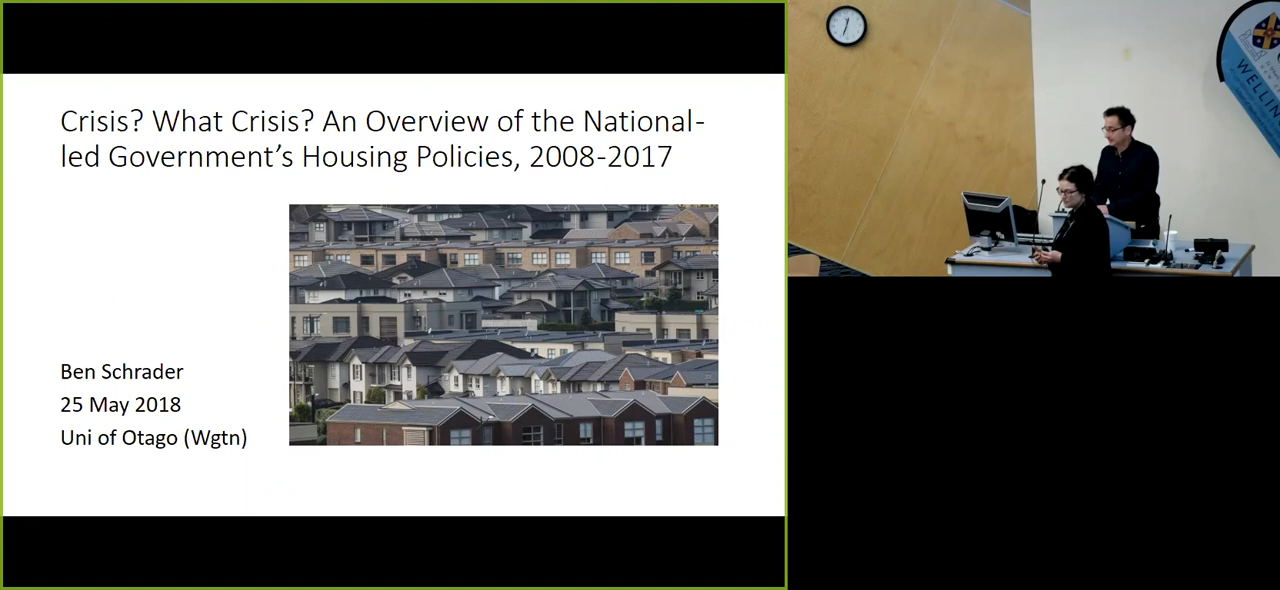 Crisis? What Crisis? An Overview of the National-
led Government's Housing Policies, 2008-2017
Ben Schrader
25 May 2018
Uni of Otago (Wgtn)
WELLIN